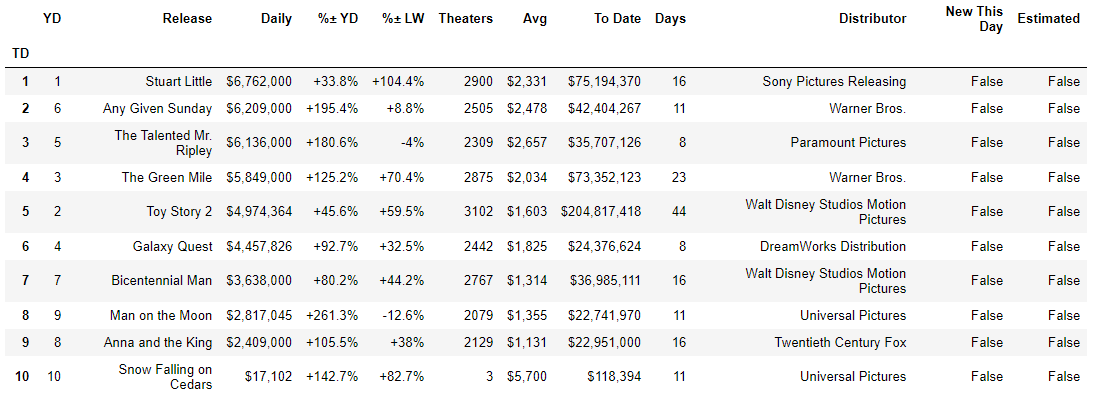 YD Release Daily %± YD %± LW Theaters Avg To Date Days Distributor New This Day Estimated
TD
1 1 Stuart Little $6,762,000 +33.8% +104.4% 2900 $2,331 $75,194,370 16 Sony Pictures Releasing False False
2 6 Any Given Sunday $6,209,000 +195.4% +8.8% 2505 $2,478 $42,404,267 11 Warner Bros. False False
3 5 The Talented Mr. Ripley $6,136,000 +180.6% -4% 2309 $2,657 $35,707,126 8 Paramount Pictures False False
4 3 The Green Mile $5,849,000 +125.2% +70.4% 2875 $2,034 $73,352,123 23 Warner Bros. False False
5 2 Toy Story 2 $4,974,364 +45.6% +59.5% 3102 $1,603 $204,817,418 44 Walt Disney Studios Motion Pictures False False
6 4 Galaxy Quest $4,457,826 +92.7% +32.5% 2442 $1,825 $24,376,624 8 DreamWorks Distribution False False
7 7 Bicentennial Man $3,638,000 +80.2% +44.2% 2767 $1,314 $36,985,111 16 Walt Disney Studios Motion Pictures False False
8 9 Man on the Moon $2,817,045 +261.3% -12.6% 2079 $1,355 $22,741,970 11 Universal Pictures False False
9 8 Anna and the King $2,409,000 +105.5% +38% 2129 $1,131 $22,951,000 16 Twentieth Century Fox False False
10 10 Snow Falling on Cedars $17,102 +142.7% +82.7% 3 $5,700 $118,394 11 Universal Pictures False False